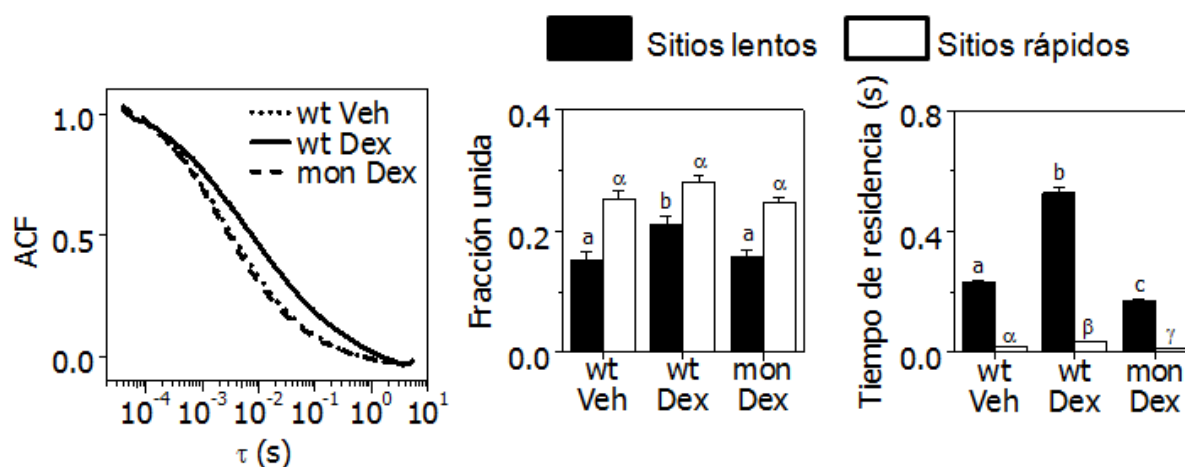 Sitios lentos
Sitios rápidos
ACF
1.0
0.5
0.0
wt Veh
wt Dex
mon Dex
10⁻⁴ 10⁻³ 10⁻² 10⁻¹ 10⁰ 10¹
τ (s)
Fracción unida
0.4
0.2
0.0
a α b α a α
wt wt mon
Veh Dex Dex
Tiempo de residencia (s)
0.8
0.4
0.0
a α b β c γ
wt wt mon
Veh Dex Dex